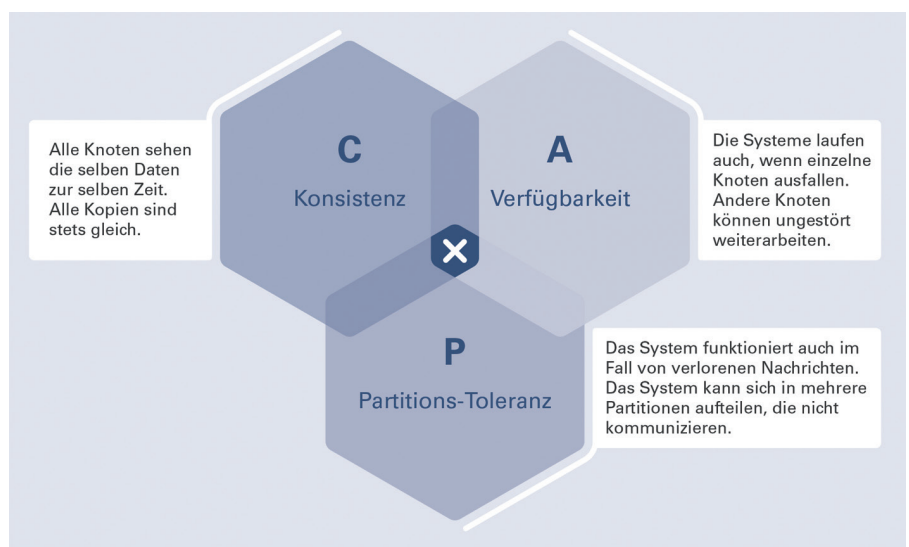 C
Konsistenz
Alle Knoten sehen
die selben Daten
zur selben Zeit.
Alle Kopien sind
stets gleich.
A
Verfügbarkeit
Die Systeme laufen
auch, wenn einzelne
Knoten ausfallen.
Andere Knoten
können ungestört
weiterarbeiten.
P
Partitions-Toleranz
Das System funktioniert auch im
Fall von verlorenen Nachrichten.
Das System kann sich in mehrere
Partitionen aufteilen, die nicht
kommunizieren.